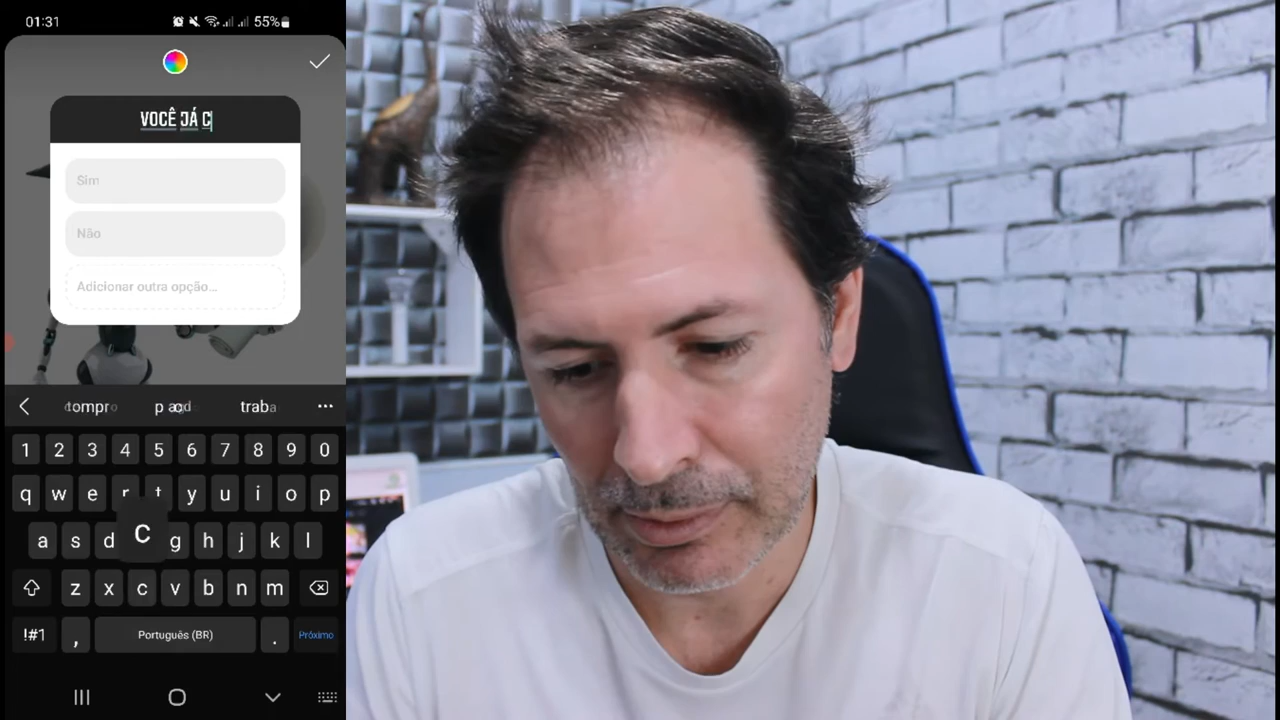 01:31
55%
VOCÊ JÁ C
Sim
Não
Adicionar outra opção...
1 2 3 4 5 6 7 8 9 0
q w e r t y u i o p
a s d C g h j k l
z x c v b n m
!#1 , Português (BR) . Próximo